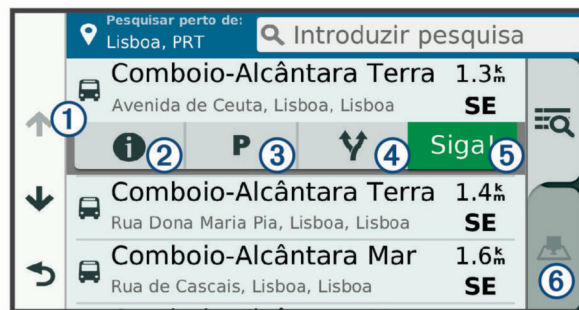 Pesquisar perto de:
Lisboa, PRT
Introduzir pesquisa
Comboio-Alcântara Terra 1.3km
Avenida de Ceuta, Lisboa, Lisboa SE
1
2
P 3
4
Siga! 5
Comboio-Alcântara Terra 1.4km
Rua Dona Maria Pia, Lisboa, Lisboa SE
Comboio-Alcântara Mar 1.6km
Rua de Cascais, Lisboa, Lisboa SE
6